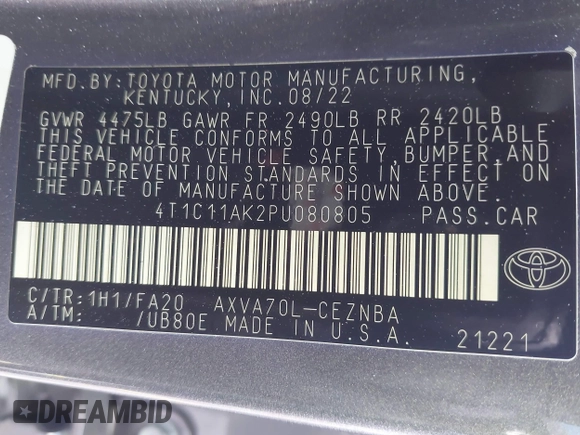 MFD.BY:TOYOTA MOTOR MANUFACTURING,
KENTUCKY, INC. 08/22
GVWR 4475LB GAWR FR 2490LB RR 2420LB
THIS VEHICLE CONFORMS TO ALL APPLICABLE
FEDERAL MOTOR VEHICLE SAFETY, BUMPER, AND
THEFT PREVENTION STANDARDS IN EFFECT ON
THE DATE OF MANUFACTURE SHOWN ABOVE.
4T1C11AK2PU080805 PASS.CAR
C/TR:1H1/FA20 AXVA70L-CEZNBA
A/TM: /UB80E MADE IN U.S.A. 21221
DREAMBID